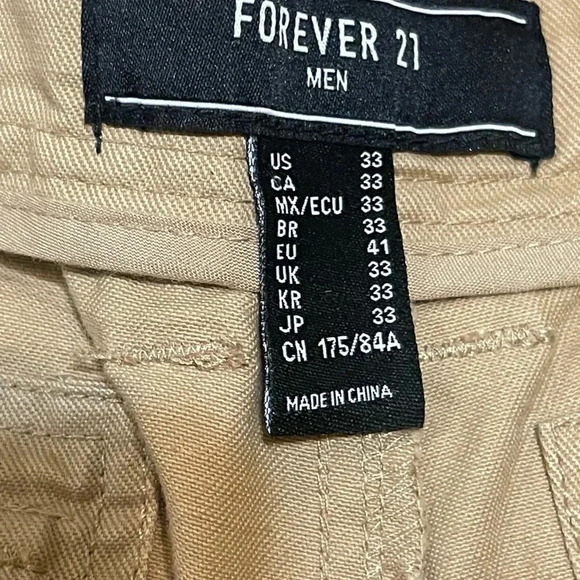 FOREVER 21
MEN
US 33
CA 33
MX/ECU 33
BR 33
EU 41
UK 33
KR 33
JP 33
CN 175/84A
MADE IN CHINA